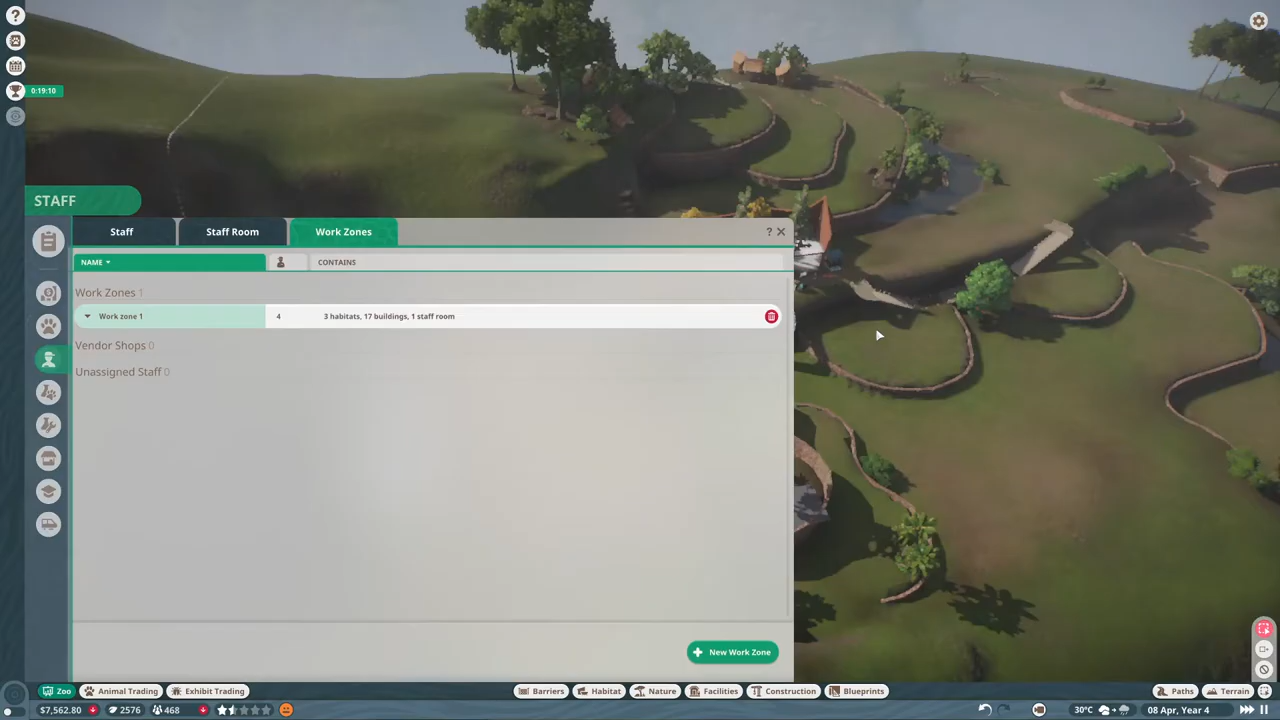 ?
0:19:10
STAFF
Staff
Staff Room
Work Zones
?
NAME
CONTAINS
Work Zones 1
Work zone 1
4
3 habitats, 17 buildings, 1 staff room
Vendor Shops 0
Unassigned Staff 0
New Work Zone
Zoo
Animal Trading
Exhibit Trading
Barriers
Habitat
Nature
Facilities
Construction
Blueprints
Paths
Terrain
$7,562.80
2576
468
30°C
08 Apr, Year 4